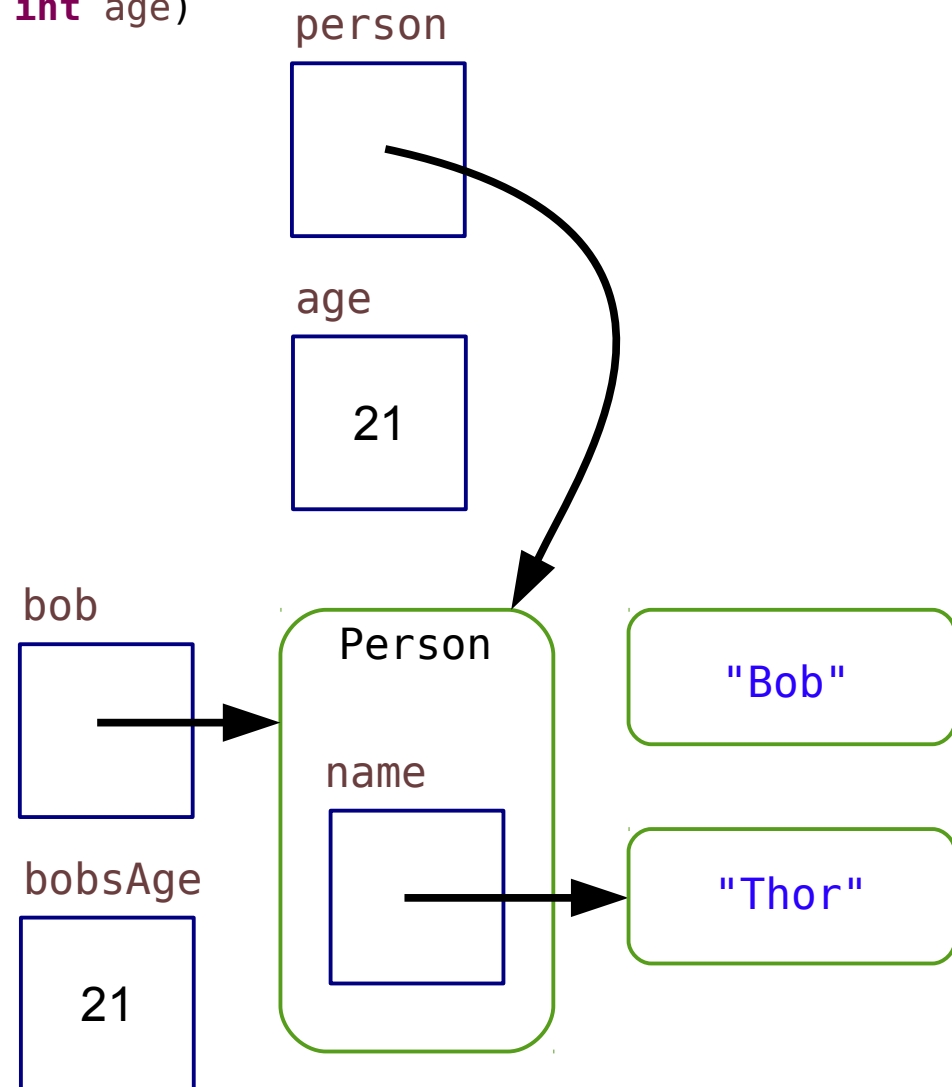 int age)
person
age
21
bob
Person
"Bob"
name
"Thor"
bobsAge
21